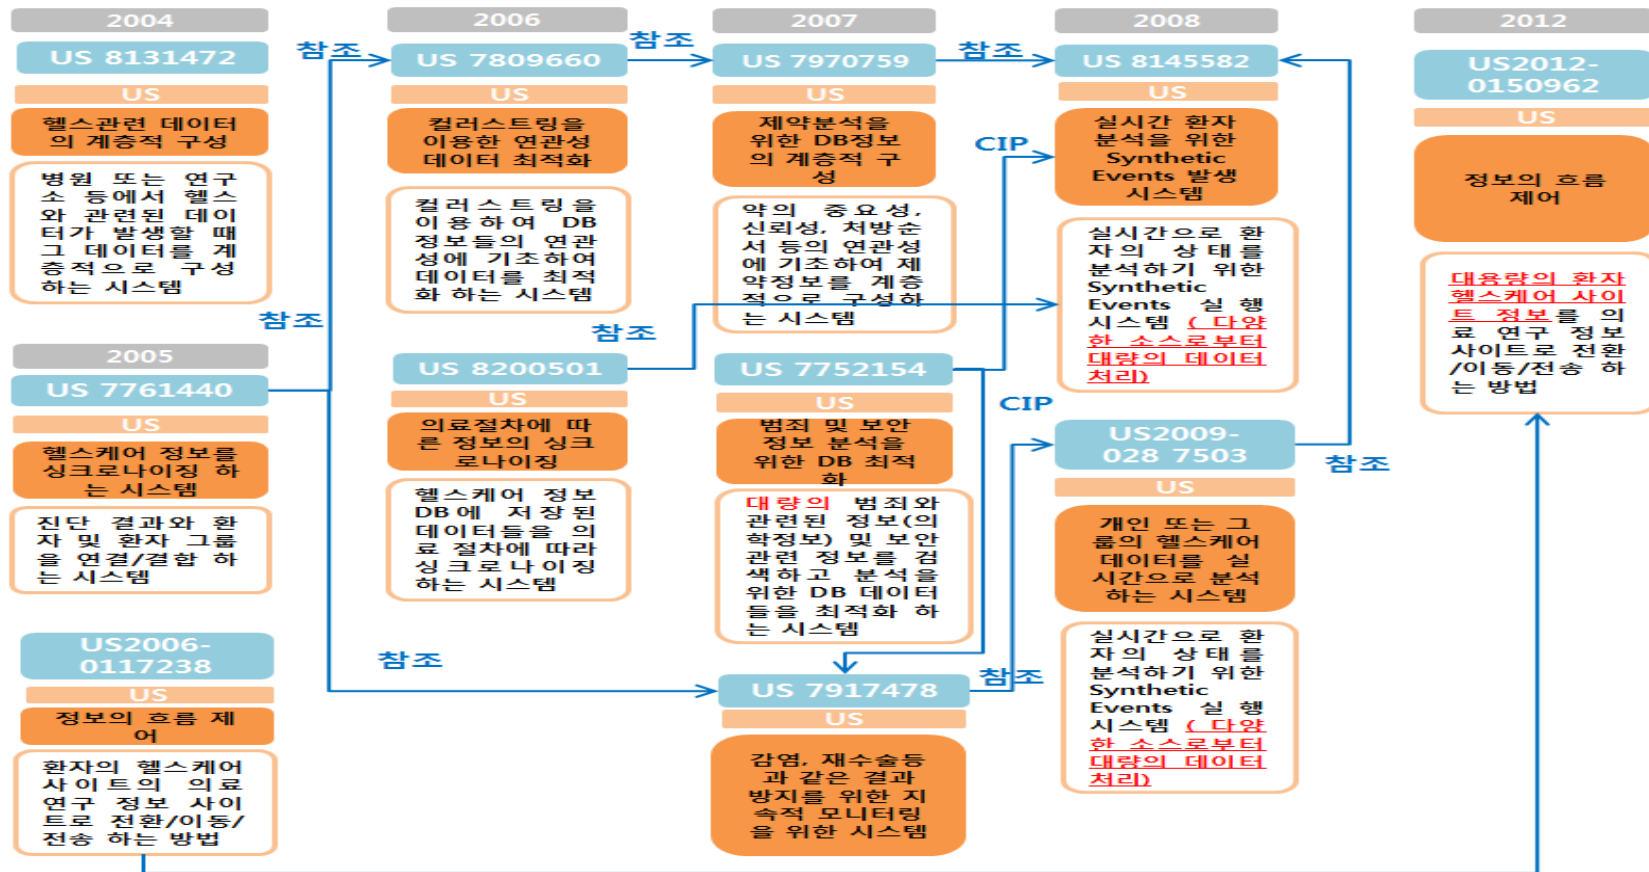 2004
US 8131472
US
헬스관련 데이터
의 계층적 구성
병원 또는 연구
소 등에서 헬스
와 관련된 데이
터가 발생할 때
그 데이터를 계
층적으로 구성
하는 시스템
2005
US 7761440
US
헬스케어 정보를
싱크로나이징 하
는 시스템
진단 결과와 환
자 및 환자 그룹
을 연결/결합 하
는 시스템
US2006-
0117238
US
정보의 흐름 제
어
환자의 헬스케어
사이트의 의료
연구 정보 사이
트로 전환/이동/
전송 하는 방법
참조
참조
참조
2006
US 7809660
US
컬러스트링을
이용한 연관성
데이터 최적화
컬러스트링을
이용하여 DB
정보들의 연관
성에 기초하여
데이터를 최적
화 하는 시스템
US 8200501
US
의료절차에 따
른 정보의 싱크
로나이징
헬스케어 정보
DB에 저장된
데이터들을 의
료 절차에 따라
싱크로나이징
하는 시스템
참조
참조
2007
US 7970759
US
제약분석을
위한 DB정보
의 계층적 구
성
약의 중요성,
신뢰성, 처방순
서 등의 연관성
에 기초하여 제
약정보를 계층
적으로 구성하
는 시스템
US 7752154
US
범죄 및 보안
정보 분석을
위한 DB 최적
화
대량의 범죄와
관련된 정보(의
학정보) 및 보안
관련 정보를 검
색하고 분석을
위한 DB 데이터
들을 최적화 하
는 시스템
US 7917478
US
감염, 재수술등
과 같은 결과
방지를 위한 지
속적 모니터링
을 위한 시스템
참조
CIP
CIP
참조
2008
US 8145582
US
실시간 환자
분석을 위한
Synthetic
Events 발생
시스템
실시간으로 환
자의 상태를
분석하기 위한
Synthetic
Events 실행
시스템 ( 다양
한 소스로부터
대량의 데이터
처리)
US2009-
028 7503
US
개인 또는 그
룹의 헬스케어
데이터를 실
시간으로 분석
하는 시스템
실시간으로 환
자의 상태를
분석하기 위한
Synthetic
Events 실행
시스템 ( 다양
한 소스로부터
대량의 데이터
처리)
참조
2012
US2012-
0150962
US
정보의 흐름
제어
대용량의 환자
헬스케어 사이
트 정보를 의
료 연구 정보
사이트로 전환
/이동/전송 하
는 방법